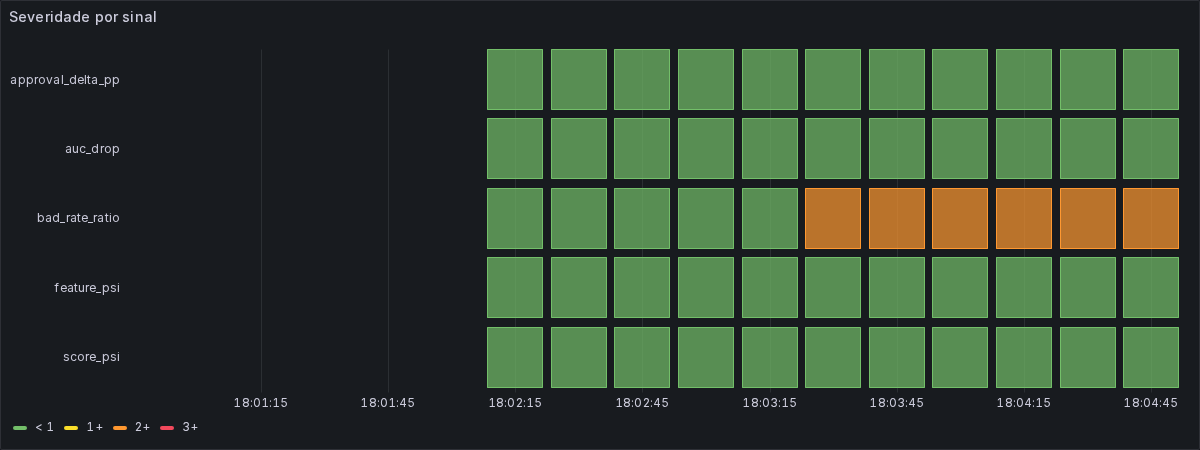 Severidade por sinal
approval_delta_pp
auc_drop
bad_rate_ratio
feature_psi
score_psi
18:01:15 18:01:45 18:02:15 18:02:45 18:03:15 18:03:45 18:04:15 18:04:45
< 1 1+ 2+ 3+